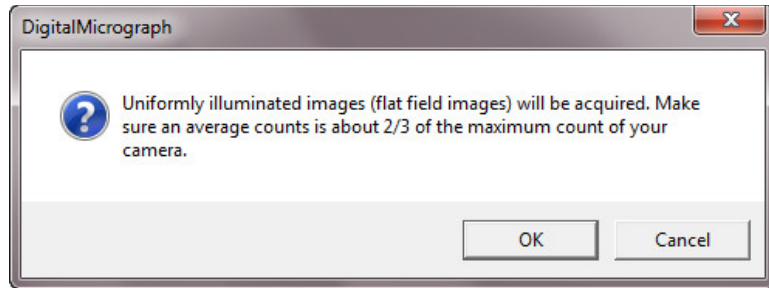 DigitalMicrograph
Uniformly illuminated images (flat field images) will be acquired. Make
sure an average counts is about 2/3 of the maximum count of your
camera.
OK
Cancel